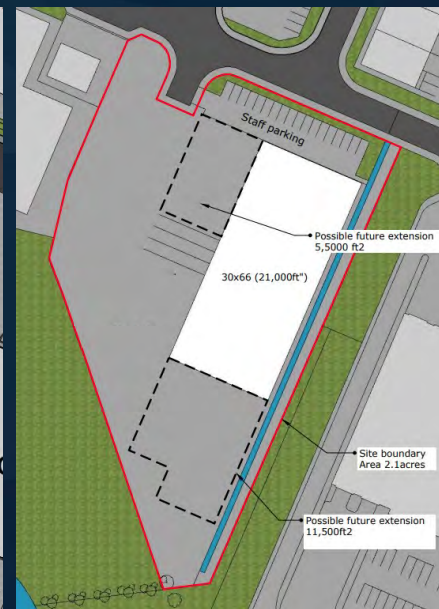 Staff parking
Possible future extension
5,5000 ft2
30x66 (21,000ft")
Site boundary
Area 2.1acres
Possible future extension
11,500ft2